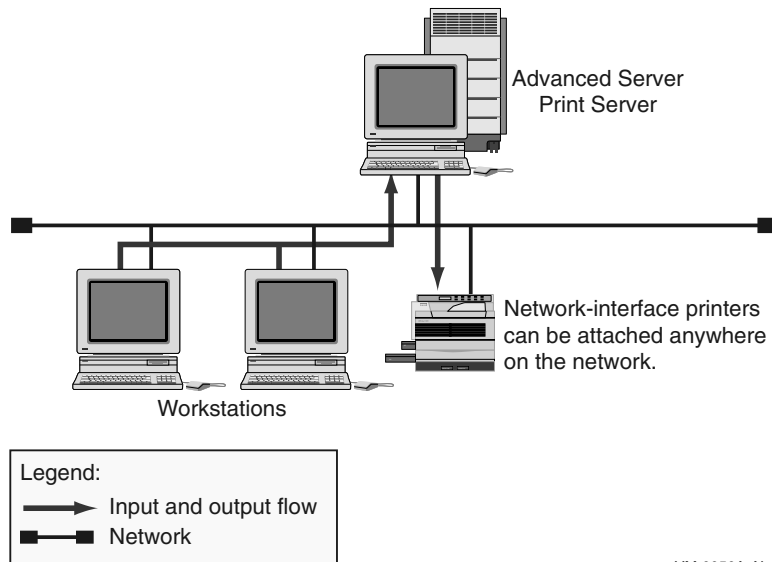 Advanced Server
Print Server
Network-interface printers
can be attached anywhere
on the network.
Workstations
Legend:
Input and output flow
Network